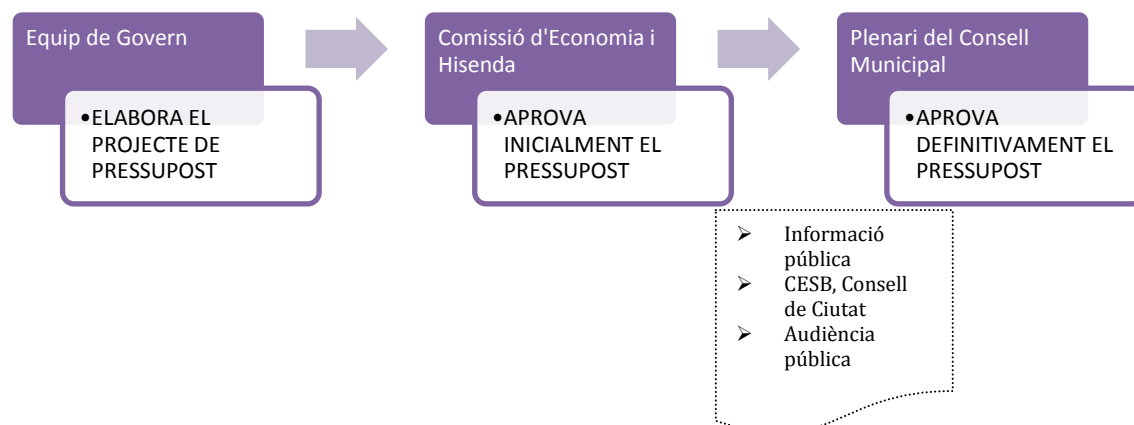 Equip de Govern
•ELABORA EL
PROJECTE DE
PRESSUPOST
Comissió d'Economia i
Hisenda
•APROVA
INICIALMENT EL
PRESSUPOST
Plenari del Consell
Municipal
•APROVA
DEFINITIVAMENT EL
PRESSUPOST
➢ Informació
pública
➢ CESB, Consell
de Ciutat
➢ Audiència
pública